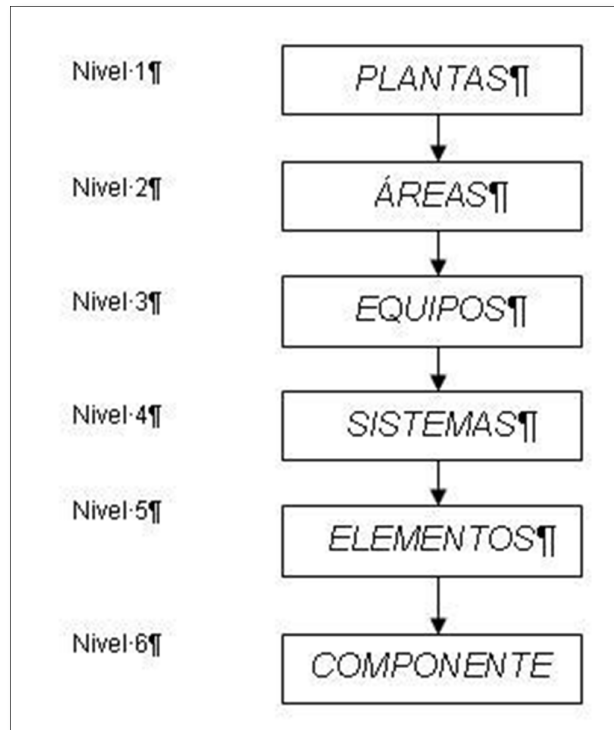 Nivel·1¶
PLANTAS¶
Nivel·2¶
ÁREAS¶
Nivel·3¶
EQUIPOS¶
Nivel·4¶
SISTEMAS¶
Nivel·5¶
ELEMENTOS¶
Nivel·6¶
COMPONENTE